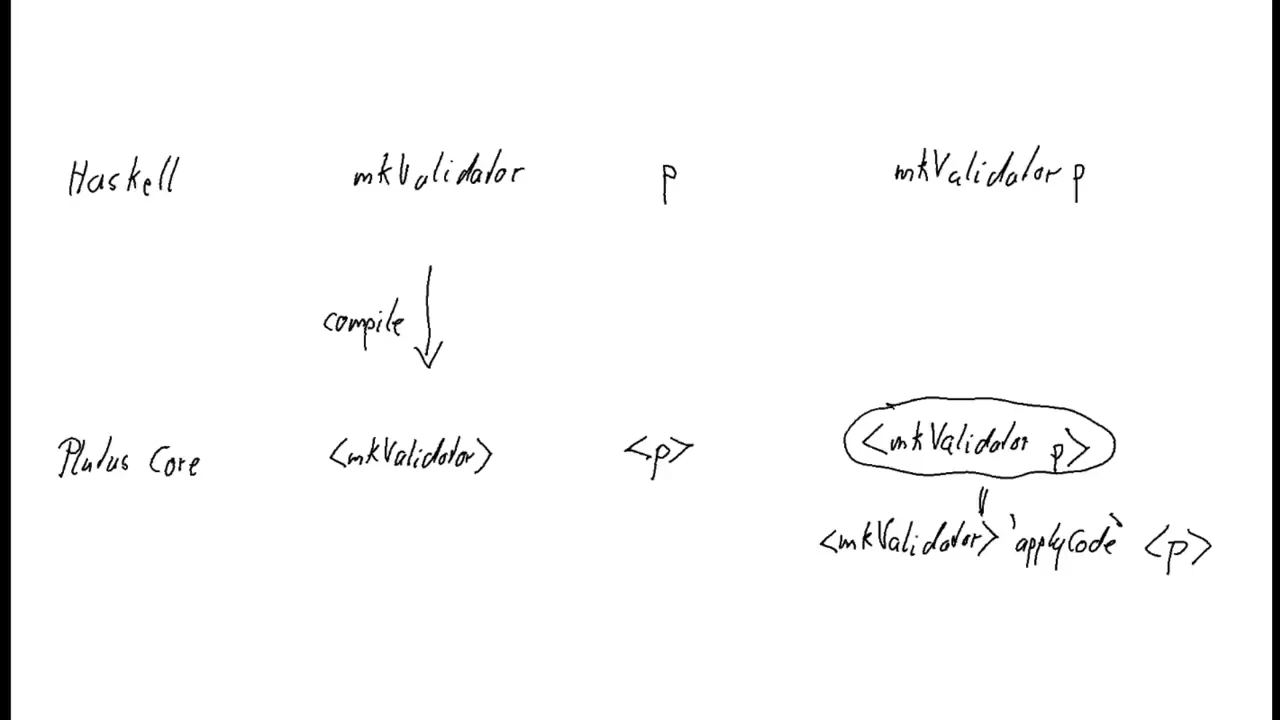 Haskell mkValidator p mkValidator p
compile
Plutus Core <mkValidator> <p> <mkValidator p>
<mkValidator> `applyCode` <p>